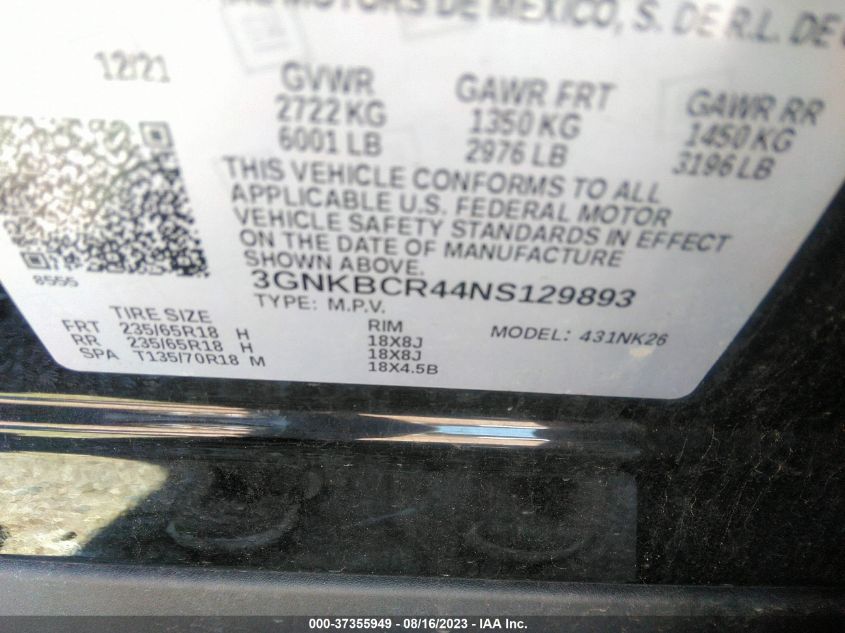 MOTORS DE MEXICO, S. DE R.L. DE
12/21
GVWR GAWR FRT GAWR RR
2722 KG 1350 KG 1450 KG
6001 LB 2976 LB 3196 LB
THIS VEHICLE CONFORMS TO ALL
APPLICABLE U.S. FEDERAL MOTOR
VEHICLE SAFETY STANDARDS IN EFFECT
ON THE DATE OF MANUFACTURE
SHOWN ABOVE.
8555
3GNKBCR44NS129893
TYPE: M.P.V.
TIRE SIZE RIM MODEL: 431NK26
FRT 235/65R18 H 18X8J
RR 235/65R18 H 18X8J
SPA T135/70R18 M 18X4.5B
000-37355949 - 08/16/2023 - IAA Inc.